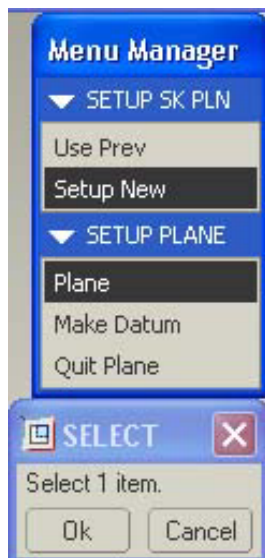 Menu Manager
SETUP SK PLN
Use Prev
Setup New
SETUP PLANE
Plane
Make Datum
Quit Plane
SELECT
Select 1 item.
Ok Cancel